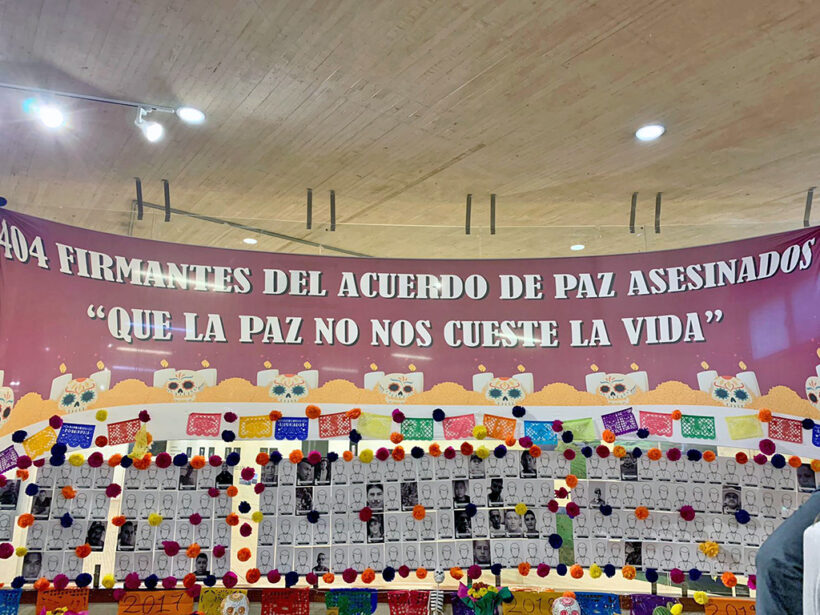 404 FIRMANTES DEL ACUERDO DE PAZ ASESINADOS
“QUE LA PAZ NO NOS CUESTE LA VIDA”
2017